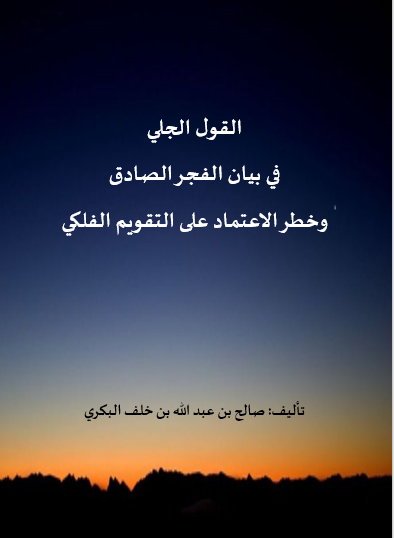 القول الجلي
في بيان الفجر الصادق
وخطر الاعتماد على التقويم الفلكي
تأليف: صالح بن عبد الله بن خلف البكري